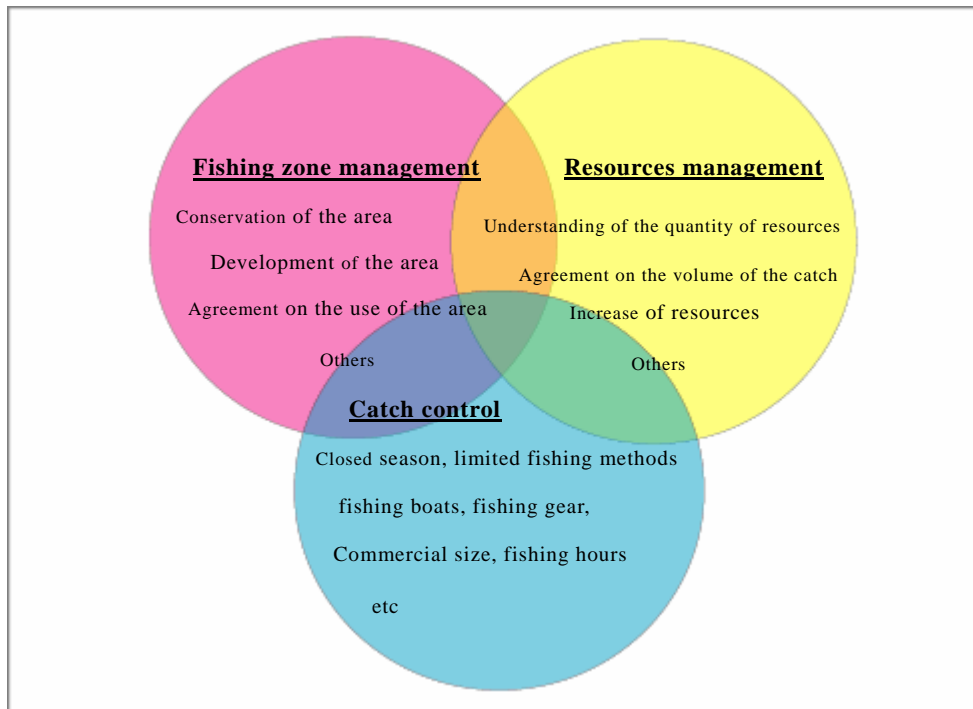 Fishing zone management
Conservation of the area
Development of the area
Agreement on the use of the area
Others
Resources management
Understanding of the quantity of resources
Agreement on the volume of the catch
Increase of resources
Others
Catch control
Closed season, limited fishing methods
fishing boats, fishing gear,
Commercial size, fishing hours
etc